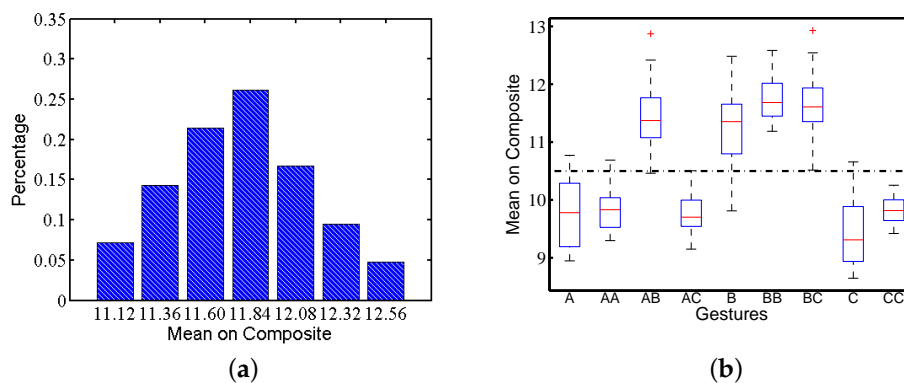 0.35
0.3
0.25
0.2
0.15
0.1
0.05
0
Percentage
11.12 11.36 11.60 11.84 12.08 12.32 12.56
Mean on Composite
(a)
13
12
11
10
9
Mean on Composite
A AA AB AC B BB BC C CC
Gestures
(b)